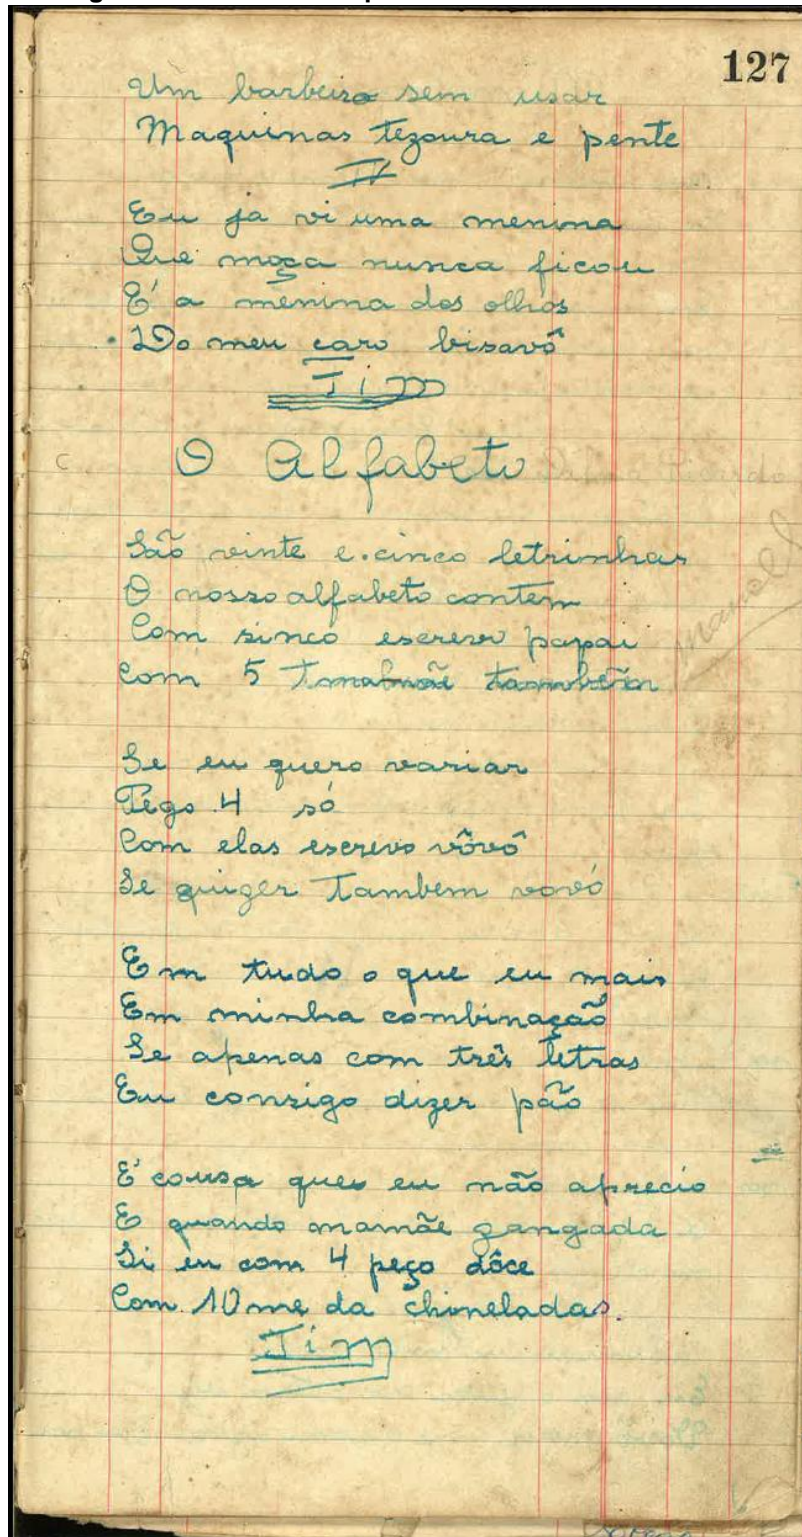 127
Um barbeiro sem usar
Maquinas tezoura e pente
IV
Eu ja vi uma menina
Que moça nunca ficou
E' a menina dos olhos
Do meu caro bisavô
Fim
O Alfabeto
São vinte e cinco letrinhas
O nosso alfabeto contem
Com sinco escrevo papai
Manoel
com 5 também
Se eu quero variar
Pégo 4 só
Com elas escrevo vôvô
Se quizer Tambem vovó
Em tudo o que eu mais
Em minha combinação
Se apenas com três letras
Eu consigo dizer pão
E' cousa que eu não aprecio
E quando mamãe zangada
Si eu com 4 peço dôce
Com 10 me da chineladas.
Fim